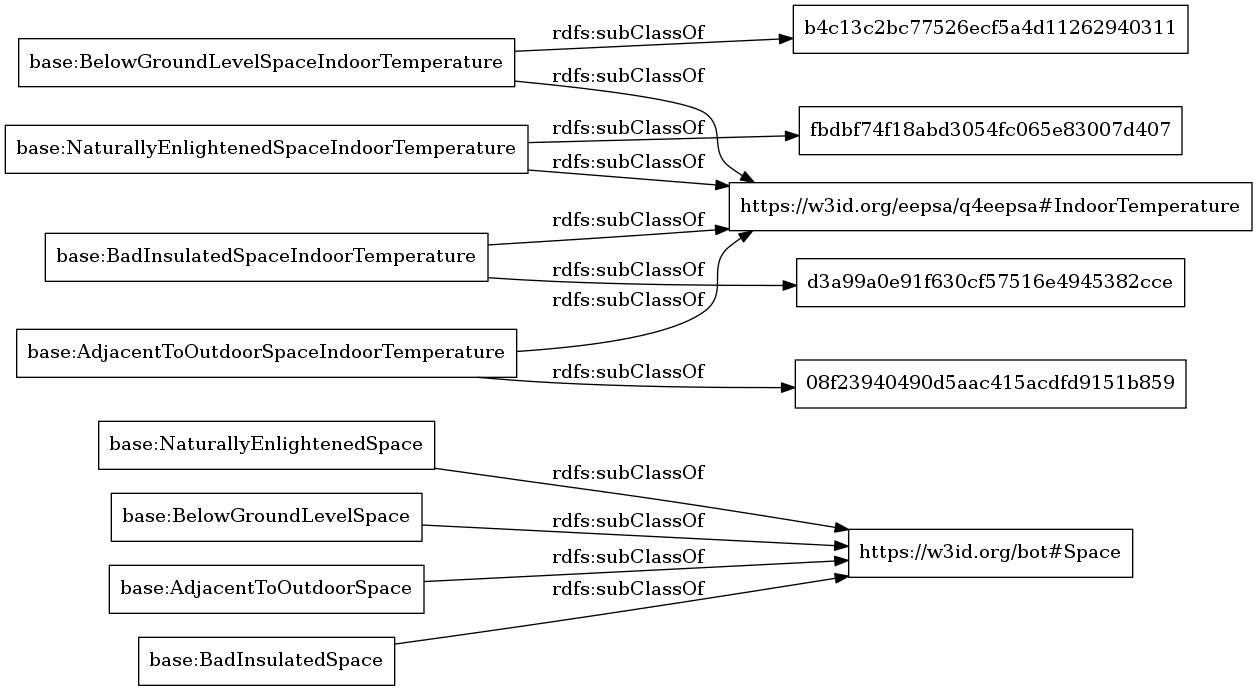 rdfs:subClassOf
b4c13c2bc77526ecf5a4d11262940311
base:BelowGroundLevelSpaceIndoorTemperature
rdfs:subClassOf
rdfs:subClassOf
fbdbf74f18abd3054fc065e83007d407
base:NaturallyEnlightenedSpaceIndoorTemperature
rdfs:subClassOf
https://w3id.org/eepsa/q4eepsa#IndoorTemperature
rdfs:subClassOf
base:BadInsulatedSpaceIndoorTemperature
rdfs:subClassOf
d3a99a0e91f630cf57516e4945382cce
rdfs:subClassOf
base:AdjacentToOutdoorSpaceIndoorTemperature
rdfs:subClassOf
08f23940490d5aac415acdfd9151b859
base:NaturallyEnlightenedSpace
rdfs:subClassOf
base:BelowGroundLevelSpace
rdfs:subClassOf
https://w3id.org/bot#Space
rdfs:subClassOf
base:AdjacentToOutdoorSpace
rdfs:subClassOf
base:BadInsulatedSpace